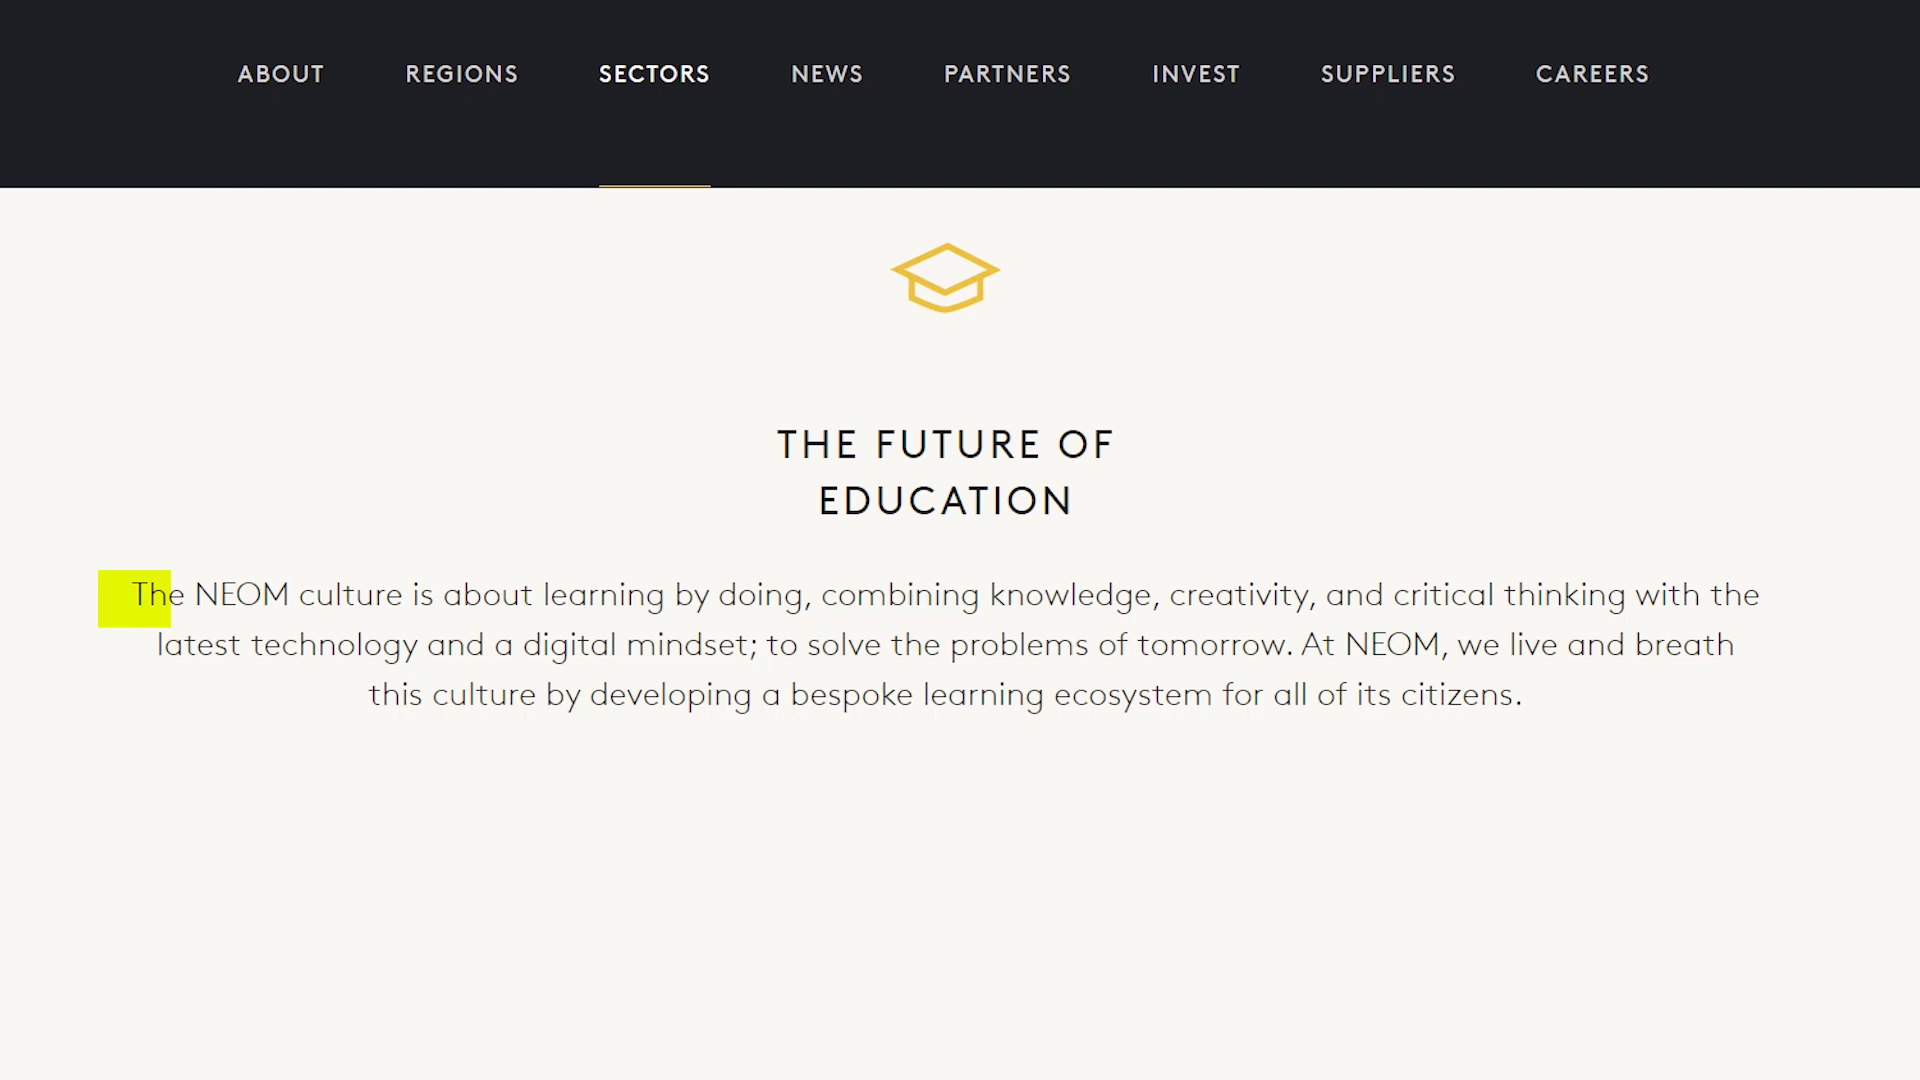 ABOUT REGIONS SECTORS NEWS PARTNERS INVEST SUPPLIERS CAREERS
THE FUTURE OF
EDUCATION
The NEOM culture is about learning by doing, combining knowledge, creativity, and critical thinking with the
latest technology and a digital mindset; to solve the problems of tomorrow. At NEOM, we live and breath
this culture by developing a bespoke learning ecosystem for all of its citizens.